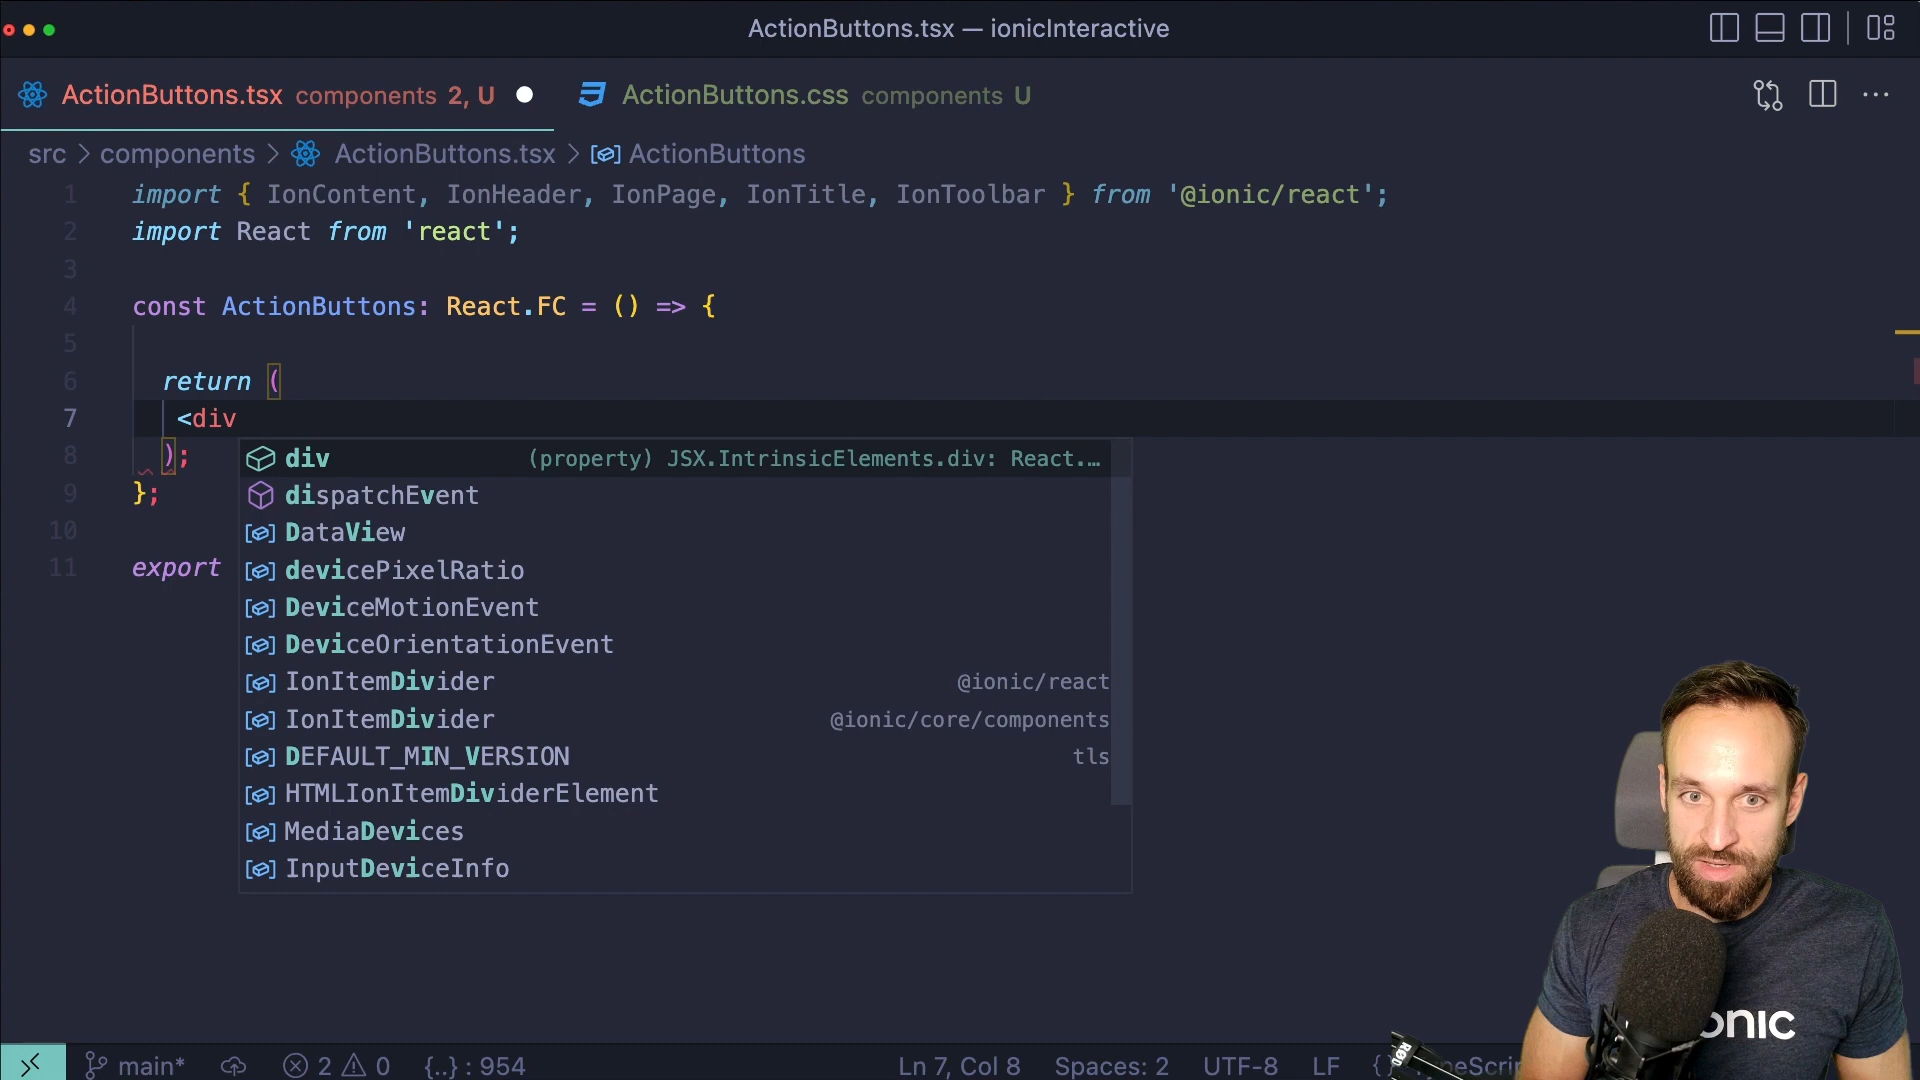 ActionButtons.tsx — ionicInteractive
ActionButtons.tsx components 2, U
ActionButtons.css components U
src > components > ActionButtons.tsx > ActionButtons
1 import { IonContent, IonHeader, IonPage, IonTitle, IonToolbar } from '@ionic/react';
2 import React from 'react';
3
4 const ActionButtons: React.FC = () => {
5
6 return (
7 <div
8 );
9 };
10
11 export
div (property) JSX.IntrinsicElements.div: React.…
dispatchEvent
DataView
devicePixelRatio
DeviceMotionEvent
DeviceOrientationEvent
IonItemDivider @ionic/react
IonItemDivider @ionic/core/components
DEFAULT_MIN_VERSION tls
HTMLIonItemDividerElement
MediaDevices
InputDeviceInfo
onic
RØD
main* 2 0 {..} : 954 Ln 7, Col 8 Spaces: 2 UTF-8 LF {} ypeScrip